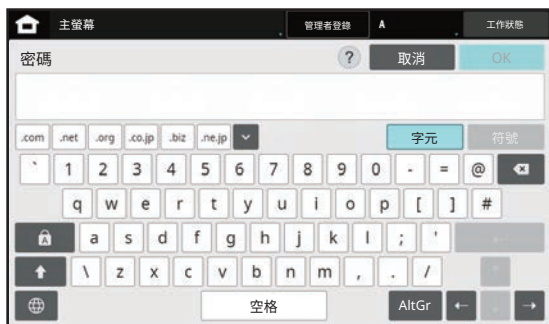 主螢幕 管理者登錄 A 工作狀態
密碼 ? 取消 OK
.com .net .org .co.jp .biz .ne.jp 字元 符號
` 1 2 3 4 5 6 7 8 9 0 - = @
q w e r t y u i o p [ ] #
A a s d f g h j k l ; '
\ z x c v b n m , . /
空格 AltGr ← →